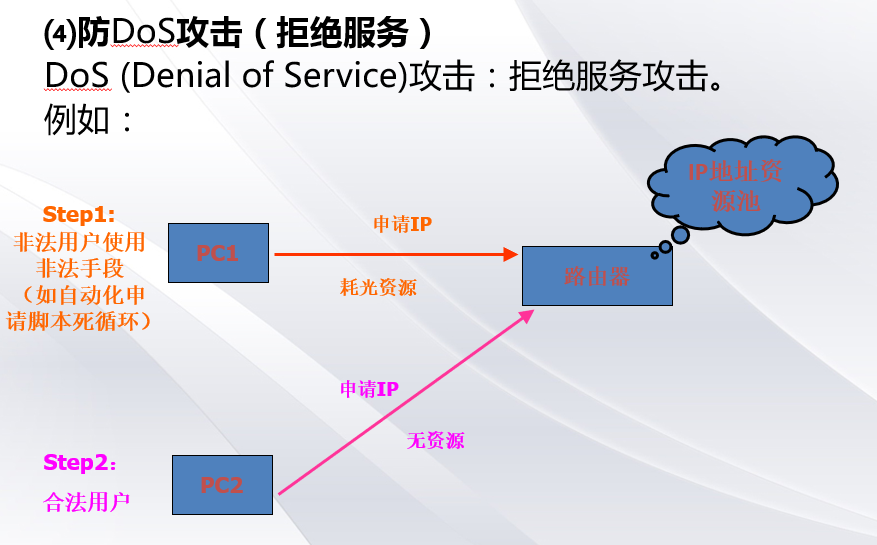 ⑷防DoS攻击（拒绝服务）
DoS (Denial of Service)攻击：拒绝服务攻击。
例如：
IP地址资
源池
Step1:
非法用户使用
非法手段
（如自动化申
请脚本死循环）
PC1
申请IP
耗光资源
路由器
申请IP
无资源
Step2：
合法用户
PC2